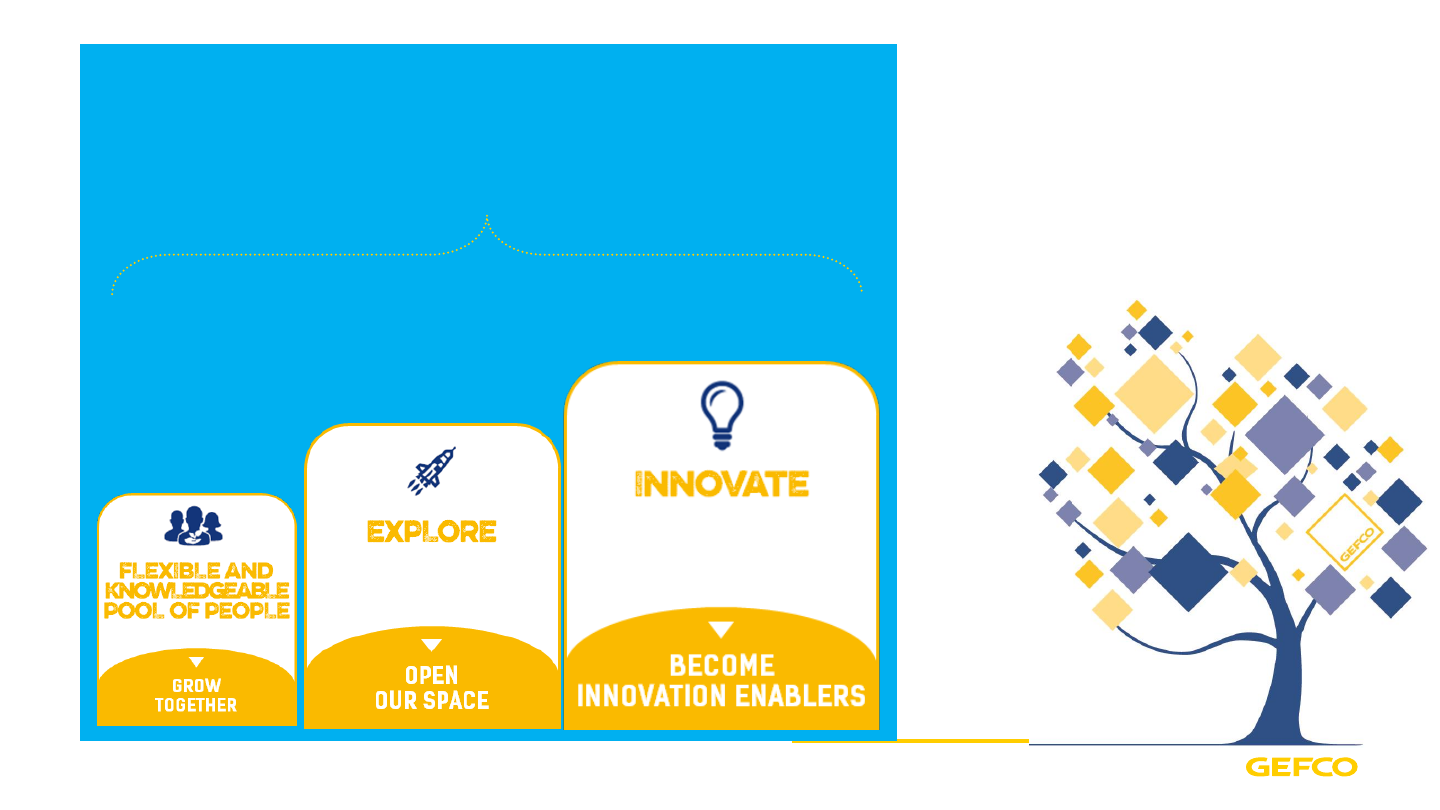 FLEXIBLE AND
KNOWLEDGEABLE
POOL OF PEOPLE
GROW
TOGETHER
EXPLORE
OPEN
OUR SPACE
INNOVATE
BECOME
INNOVATION ENABLERS
GEFCO
GEFCO